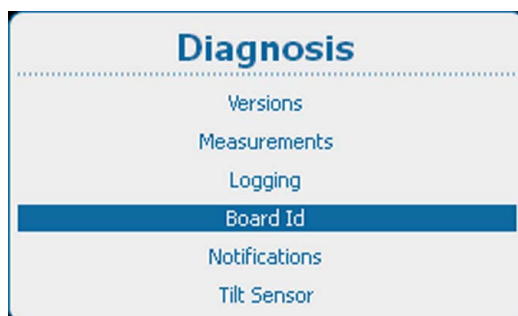 Diagnosis
Versions
Measurements
Logging
Board Id
Notifications
Tilt Sensor